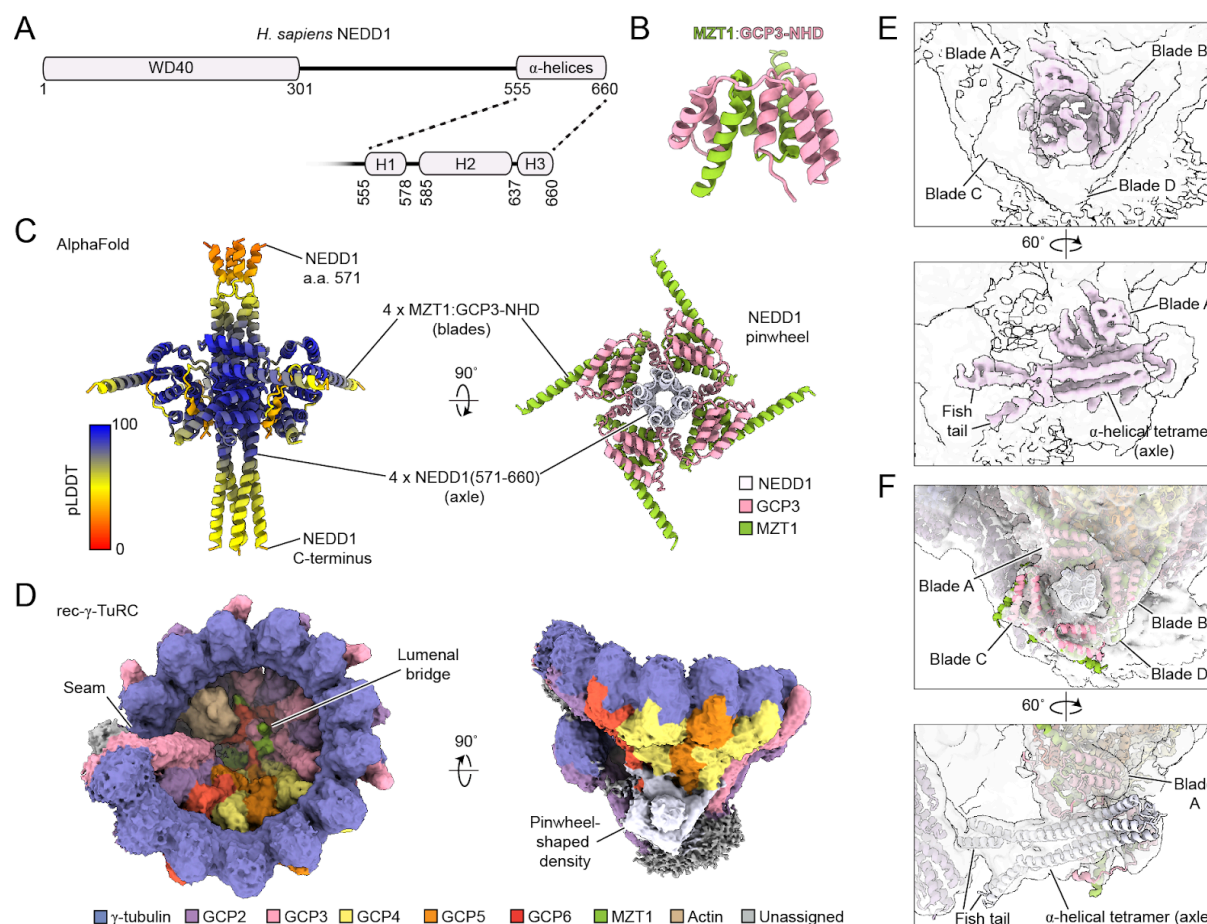 A
H. sapiens NEDD1
WD40
α-helices
1
301
555
660
H1
H2
H3
555
578
585
637
660
B
MZT1:GCP3-NHD
C
AlphaFold
NEDD1
a.a. 571
4 x MZT1:GCP3-NHD
(blades)
90°
NEDD1
pinwheel
100
pLDDT
0
4 x NEDD1(571-660)
(axle)
NEDD1
C-terminus
NEDD1
GCP3
MZT1
D
rec-γ-TuRC
Seam
Lumenal
bridge
90°
Pinwheel-
shaped
density
γ-tubulin
GCP2
GCP3
GCP4
GCP5
GCP6
MZT1
Actin
Unassigned
E
Blade A
Blade B
Blade C
Blade D
60°
Blade A
Fish
tail
α-helical tetramer
(axle)
F
Blade A
Blade B
Blade C
Blade D
60°
Blade
A
Fish tail
α-helical tetramer (axle)